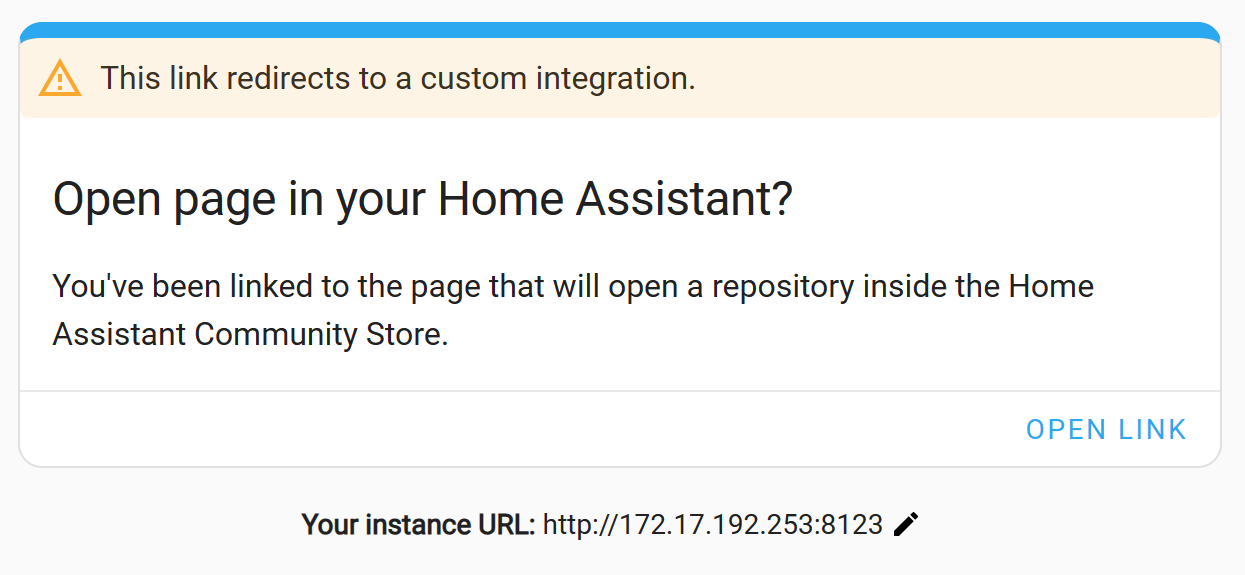 This link redirects to a custom integration.
Open page in your Home Assistant?
You've been linked to the page that will open a repository inside the Home
Assistant Community Store.
OPEN LINK
Your instance URL: http://172.17.192.253:8123